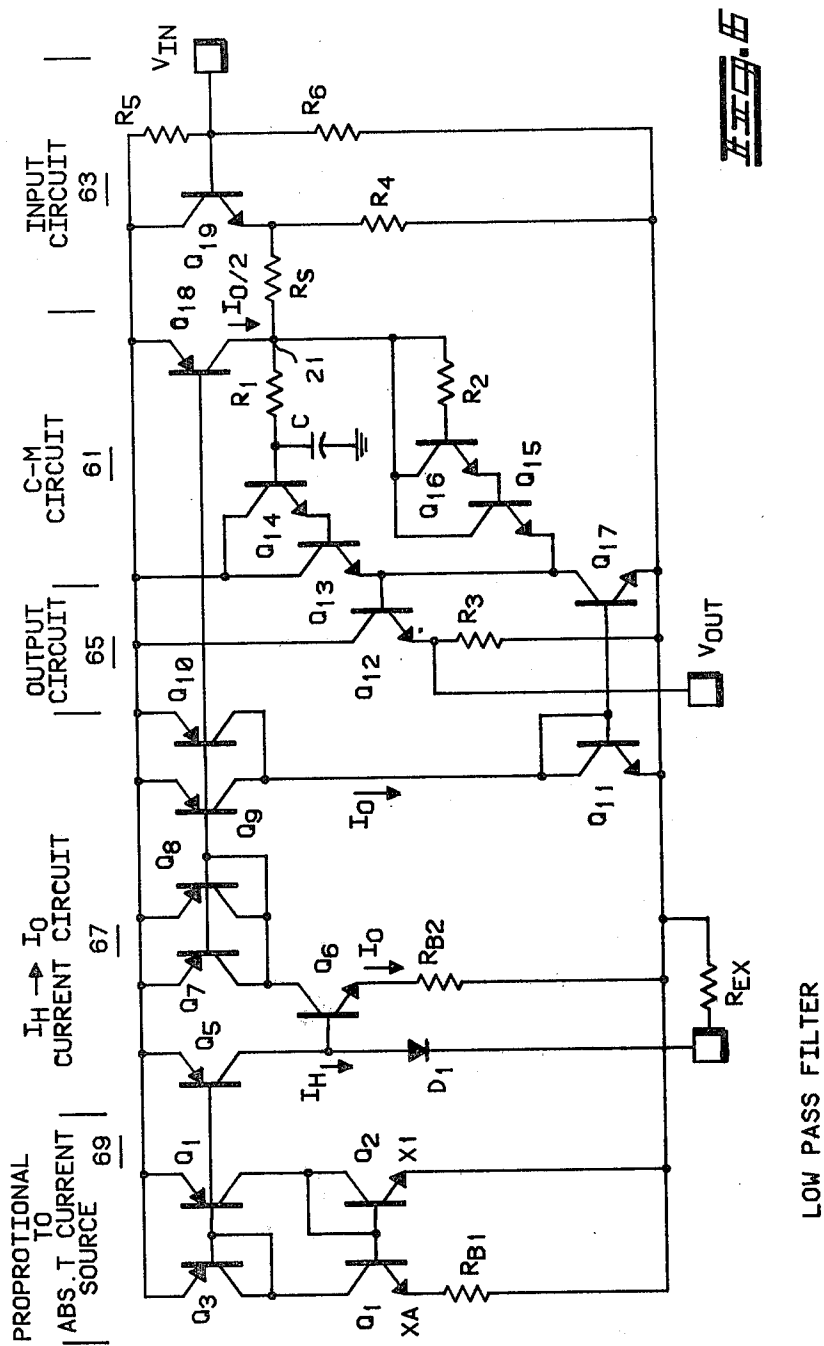 PROPROTIONAL
TO
ABS.T CURRENT
SOURCE
69
I_H → I_O
CURRENT CIRCUIT
67
OUTPUT
CIRCUIT
65
C-M
CIRCUIT
61
INPUT
CIRCUIT
63
Q3
Q1
Q5
Q7
Q8
Q9
Q10
Q18
Q19
R5
V_IN
I_O/2
R1
21
R_S
R4
R6
C
Q14
Q13
Q12
Q16
R2
Q15
Q17
R3
V_OUT
Q6
I_O
R_B2
I_H
D1
I_O
Q11
Q1
XA
Q2
X1
R_B1
R_EX
LOW PASS FILTER
FIG. 6